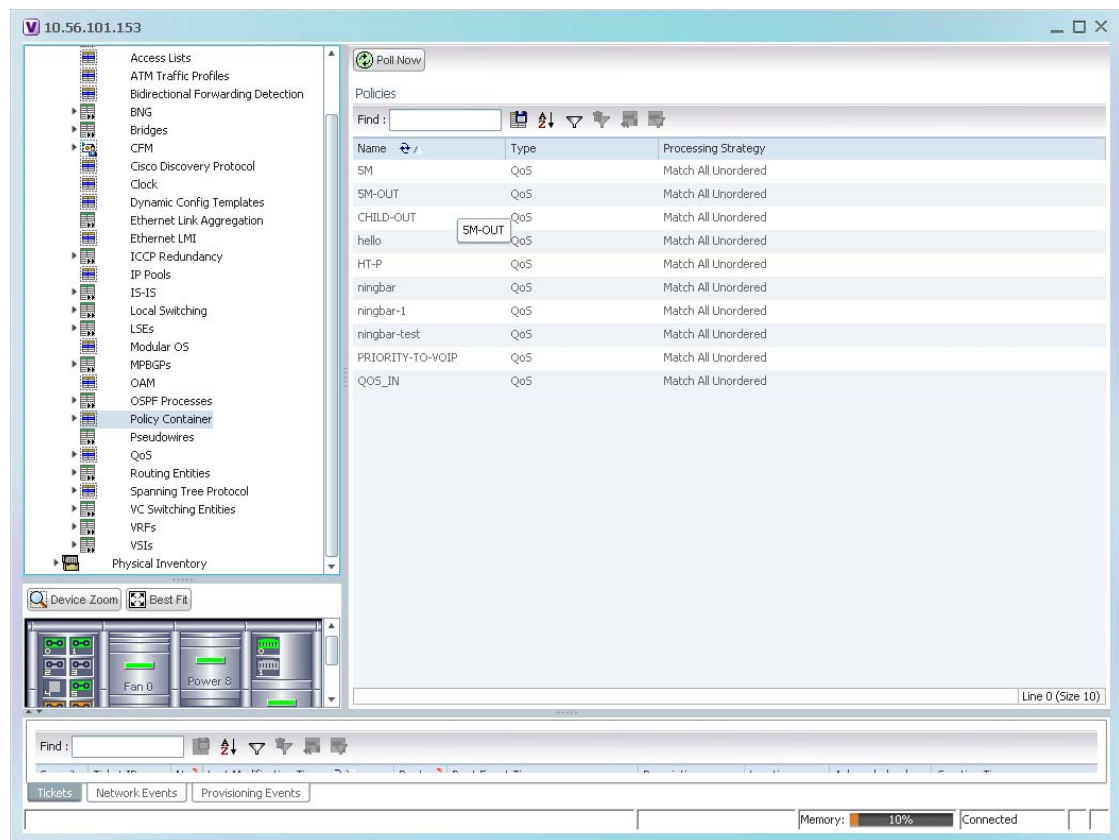 10.56.101.153
Access Lists
ATM Traffic Profiles
Bidirectional Forwarding Detection
BNG
Bridges
CFM
Cisco Discovery Protocol
Clock
Dynamic Config Templates
Ethernet Link Aggregation
Ethernet LMI
ICCP Redundancy
IP Pools
IS-IS
Local Switching
LSEs
Modular OS
MPBGPs
OAM
OSPF Processes
Policy Container
Pseudowires
QoS
Routing Entities
Spanning Tree Protocol
VC Switching Entities
VRFs
VSIs
Physical Inventory
Device Zoom Best Fit
Fan 0 Power 8
Poll Now
Policies
Find :
Name Type Processing Strategy
5M QoS Match All Unordered
5M-OUT QoS Match All Unordered
CHILD-OUT QoS Match All Unordered
5M-OUT
hello QoS Match All Unordered
HT-P QoS Match All Unordered
ningbar QoS Match All Unordered
ningbar-1 QoS Match All Unordered
ningbar-test QoS Match All Unordered
PRIORITY-TO-VOIP QoS Match All Unordered
QOS_IN QoS Match All Unordered
Line 0 (Size 10)
Find :
Tickets Network Events Provisioning Events
Memory: 10% Connected